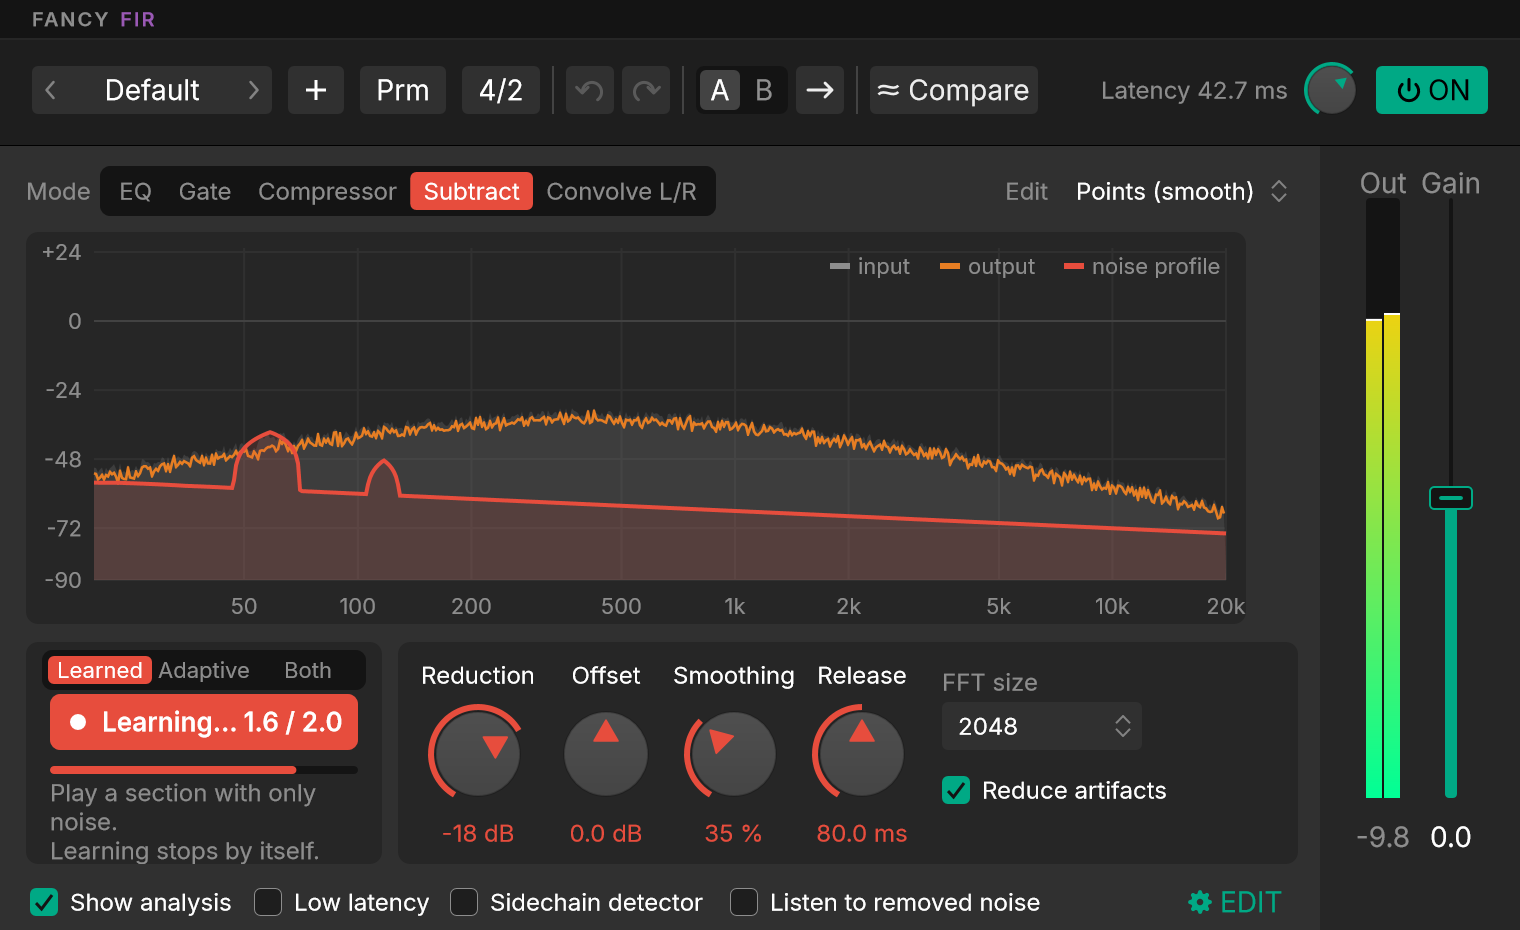 FANCY FIR
Default + Prm 4/2 A B → ≈ Compare Latency 42.7 ms ON
Mode EQ Gate Compressor Subtract Convolve L/R Edit Points (smooth)
Out Gain
input output noise profile
+24
0
-24
-48
-72
-90
50 100 200 500 1k 2k 5k 10k 20k
Learned Adaptive Both
Learning... 1.6 / 2.0
Play a section with only
noise.
Learning stops by itself.
Reduction Offset Smoothing Release
-18 dB 0.0 dB 35 % 80.0 ms
FFT size
2048
Reduce artifacts
-9.8 0.0
Show analysis Low latency Sidechain detector Listen to removed noise EDIT